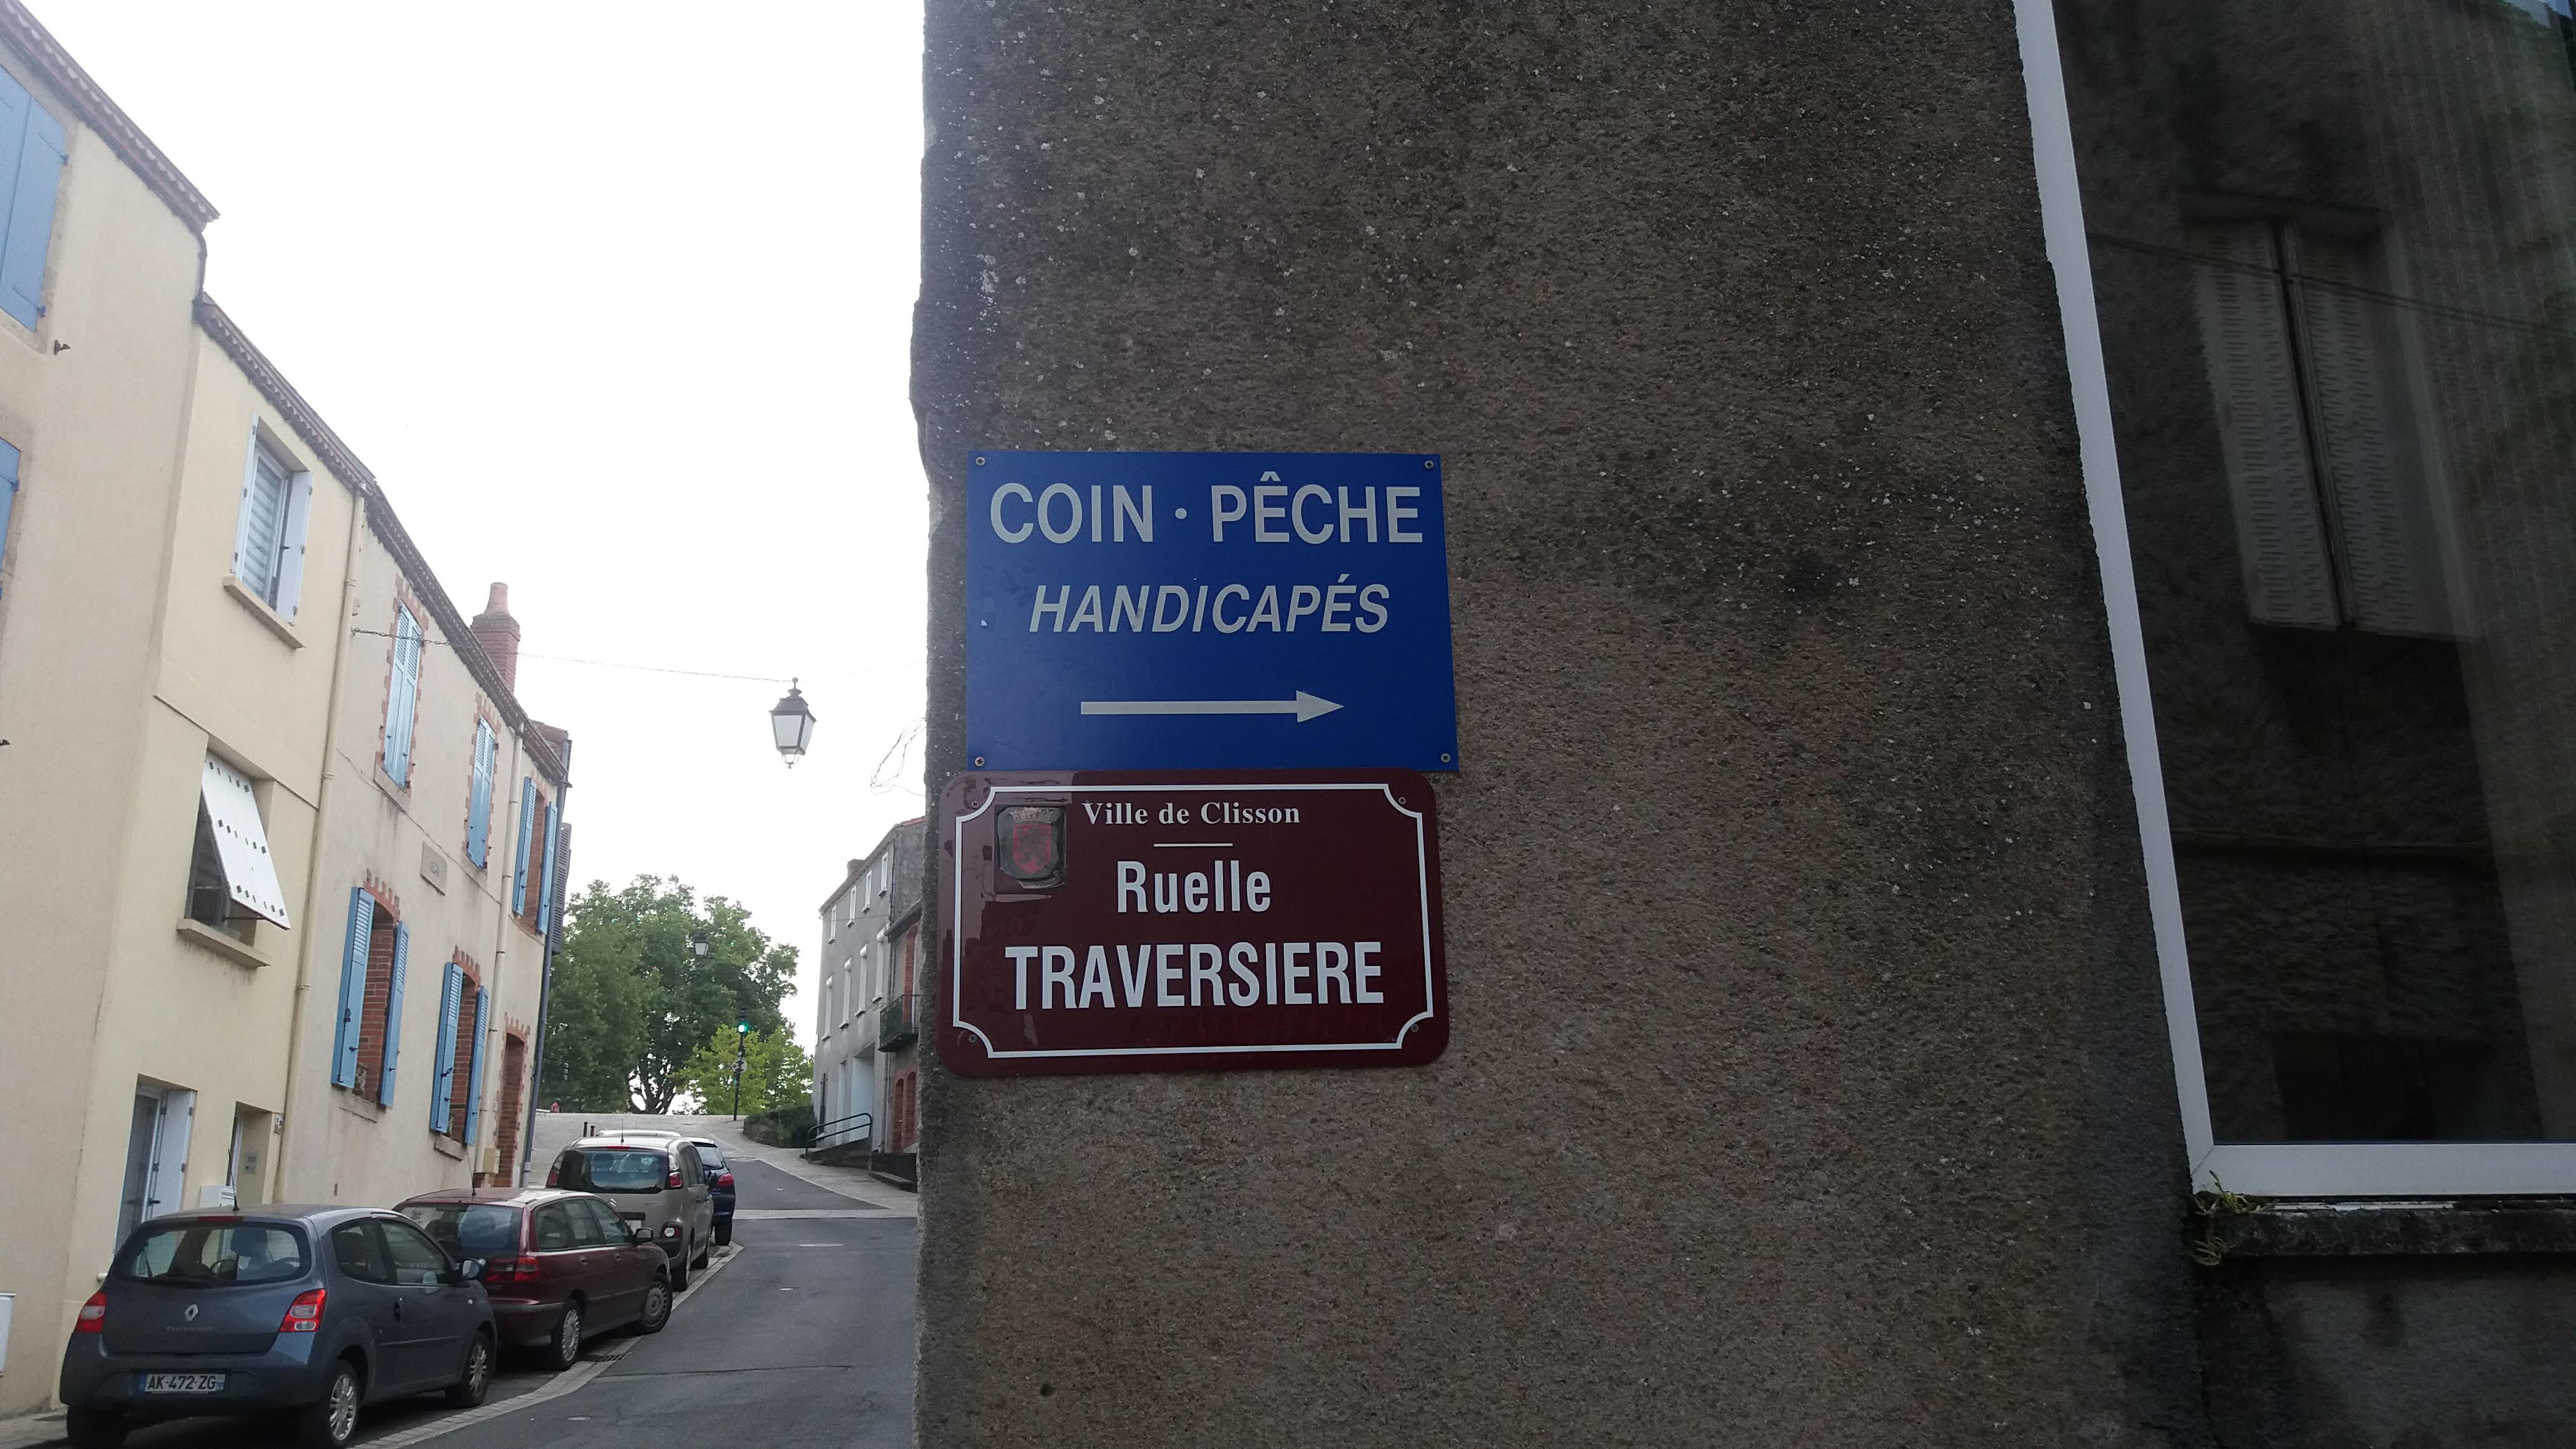 COIN · PÊCHE
HANDICAPÉS
Ville de Clisson
Ruelle
TRAVERSIERE
AK-472-ZG